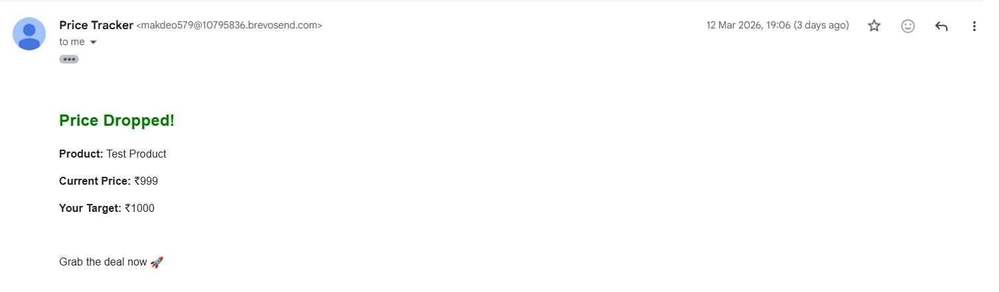 Price Tracker <makdeo579@10795836.brevosend.com> 12 Mar 2026, 19:06 (3 days ago)
to me
Price Dropped!
Product: Test Product
Current Price: ₹999
Your Target: ₹1000
Grab the deal now 🚀